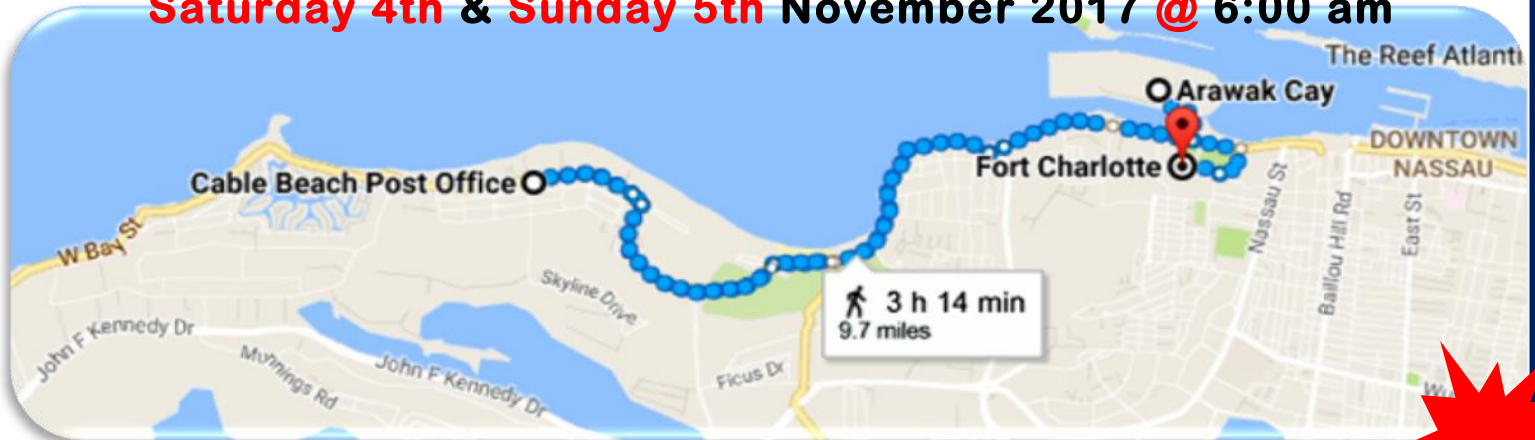 Saturday 4th & Sunday 5th November 2017 @ 6:00 am
The Reef Atlanti
Arawak Cay
DOWNTOWN
NASSAU
Fort Charlotte
Cable Beach Post Office
W Bay St
Nassau St
Baillou Hill Rd
East St
Skyline Drive
3 h 14 min
9.7 miles
John F Kennedy Dr
Munnings Rd
John F Kennedy Dr
Ficus Dr